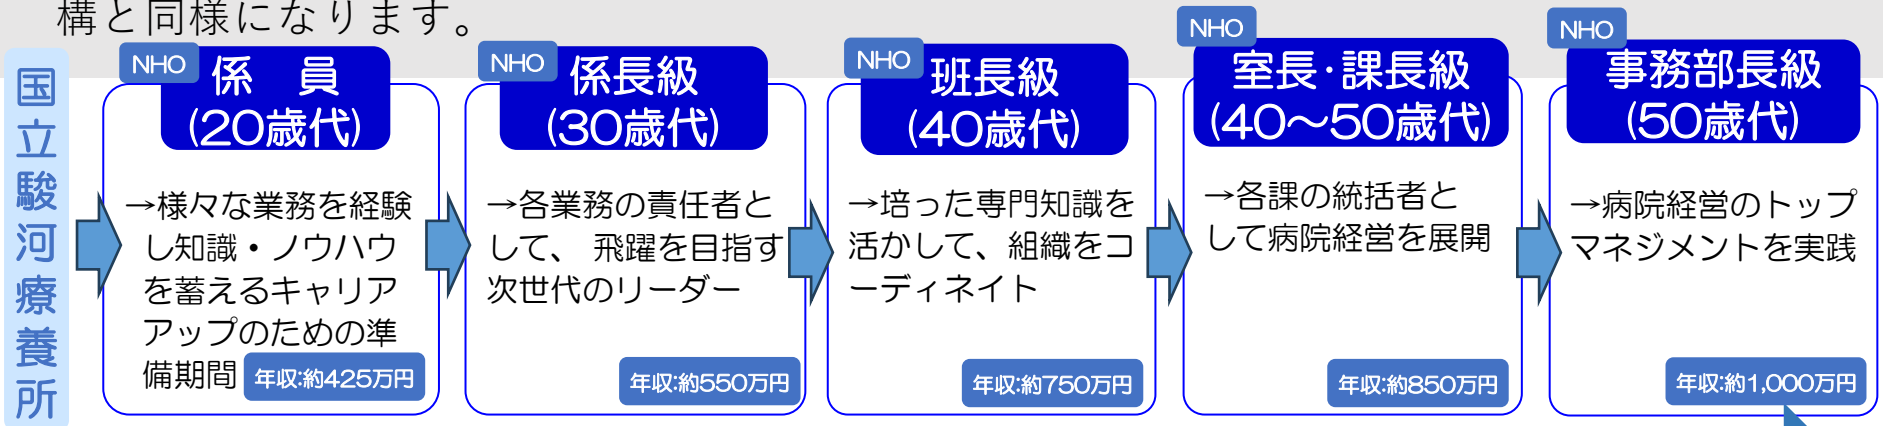 構と同様になります。
国立駿河療養所
NHO
係　員
(20歳代)
→様々な業務を経験
し知識・ノウハウ
を蓄えるキャリア
アップのための準
備期間
年収:約425万円
NHO
係長級
(30歳代)
→各業務の責任者と
して、 飛躍を目指す
次世代のリーダー
年収:約550万円
NHO
班長級
(40歳代)
→培った専門知識を
活かして、組織をコ
ーディネイト
年収:約750万円
NHO
室長･課長級
(40～50歳代)
→各課の統括者と
して病院経営を展開
年収:約850万円
NHO
事務部長級
(50歳代)
→病院経営のトップ
マネジメントを実践
年収:約1,000万円